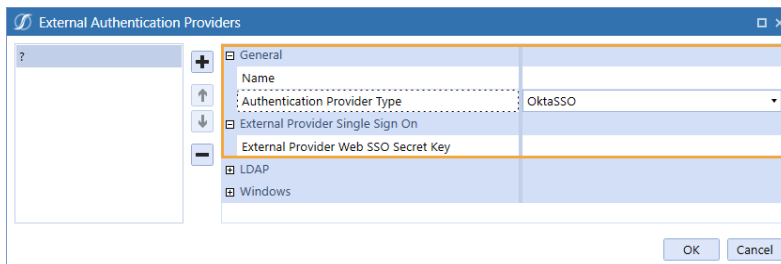 External Authentication Providers
?
General
Name
Authentication Provider Type OktaSSO
External Provider Single Sign On
External Provider Web SSO Secret Key
LDAP
Windows
OK Cancel